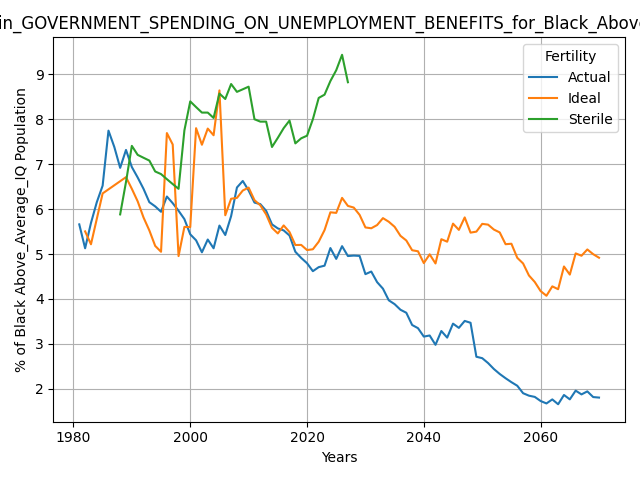 in_GOVERNMENT_SPENDING_ON_UNEMPLOYMENT_BENEFITS_for_Black_Above
% of Black Above_Average_IQ Population
9
8
7
6
5
4
3
2
Fertility
Actual
Ideal
Sterile
1980 2000 2020 2040 2060
Years